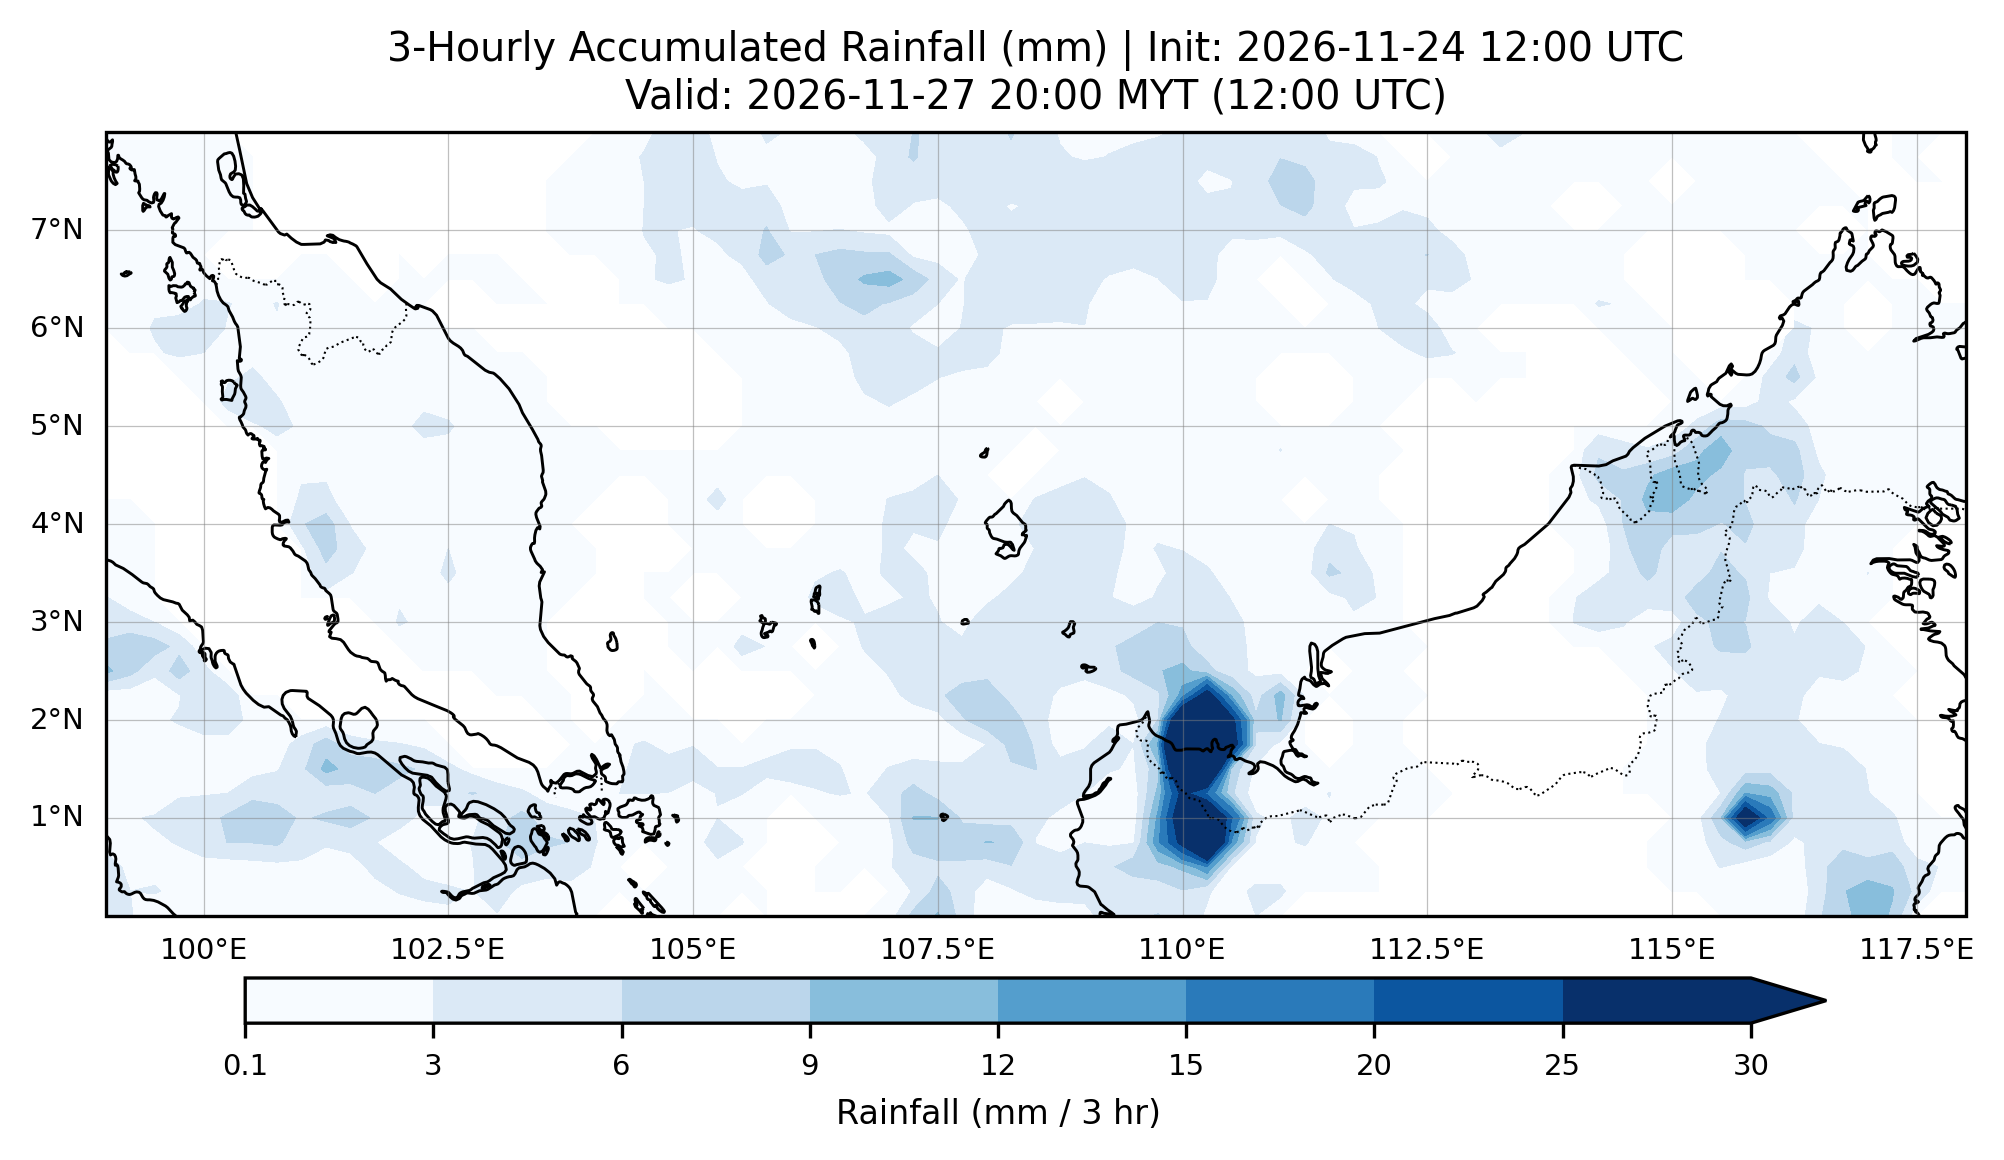 3-Hourly Accumulated Rainfall (mm) | Init: 2026-11-24 12:00 UTC
Valid: 2026-11-27 20:00 MYT (12:00 UTC)
7°N
6°N
5°N
4°N
3°N
2°N
1°N
100°E 102.5°E 105°E 107.5°E 110°E 112.5°E 115°E 117.5°E
0.1 3 6 9 12 15 20 25 30
Rainfall (mm / 3 hr)